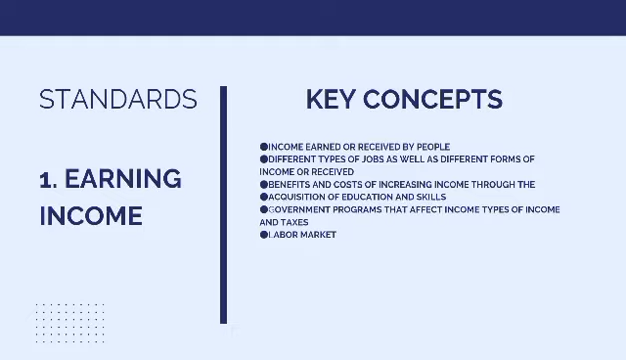 STANDARDS
1. EARNING
INCOME
KEY CONCEPTS
●INCOME EARNED OR RECEIVED BY PEOPLE
●DIFFERENT TYPES OF JOBS AS WELL AS DIFFERENT FORMS OF
INCOME OR RECEIVED
●BENEFITS AND COSTS OF INCREASING INCOME THROUGH THE
●ACQUISITION OF EDUCATION AND SKILLS
●GOVERNMENT PROGRAMS THAT AFFECT INCOME TYPES OF INCOME
AND TAXES
●LABOR MARKET